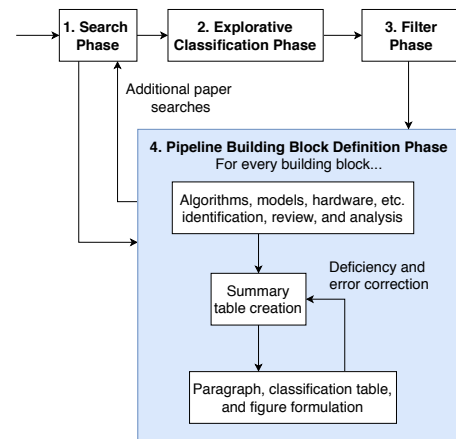 1. Search
Phase
2. Explorative
Classification Phase
3. Filter
Phase
Additional paper
searches
4. Pipeline Building Block Definition Phase
For every building block...
Algorithms, models, hardware, etc.
identification, review, and analysis
Deficiency and
error correction
Summary
table creation
Paragraph, classification table,
and figure formulation